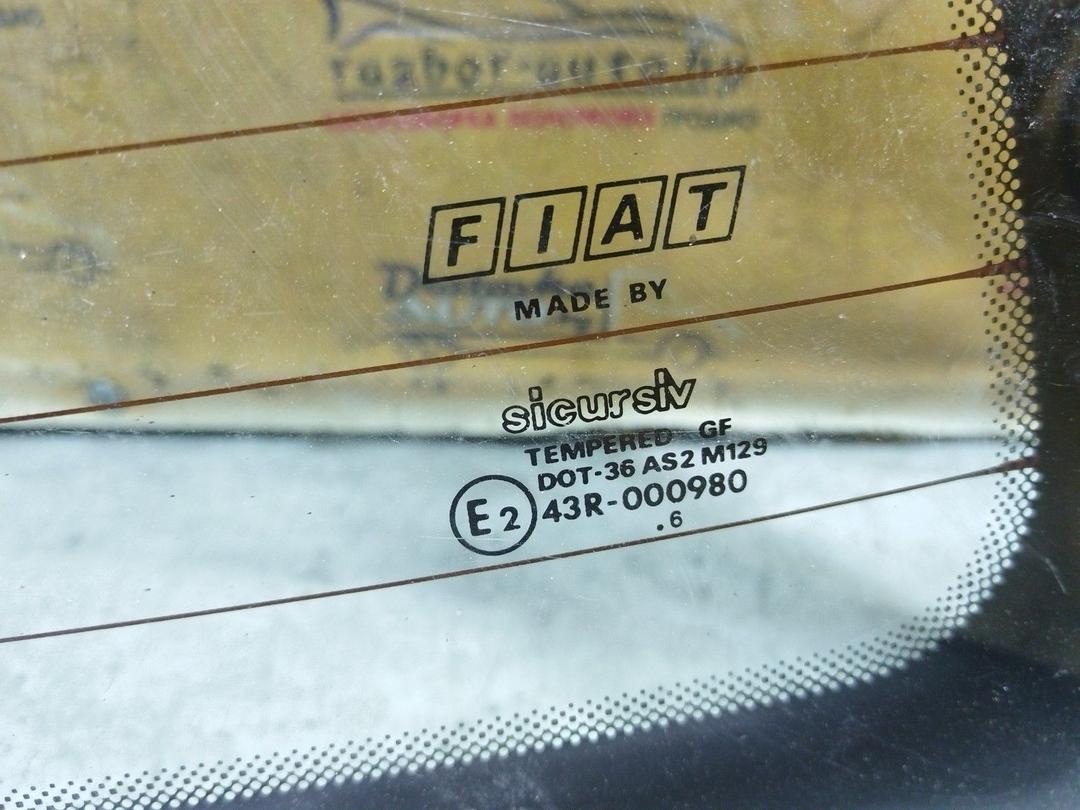 FIAT
MADE BY
sicursiv
TEMPERED GF
DOT-36 AS2 M129
E2 43R-000980
.6